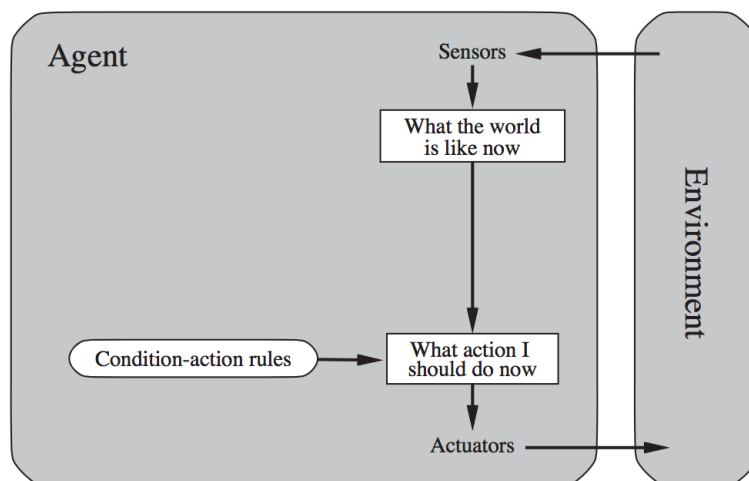 Agent
Sensors
What the world
is like now
Environment
Condition-action rules
What action I
should do now
Actuators